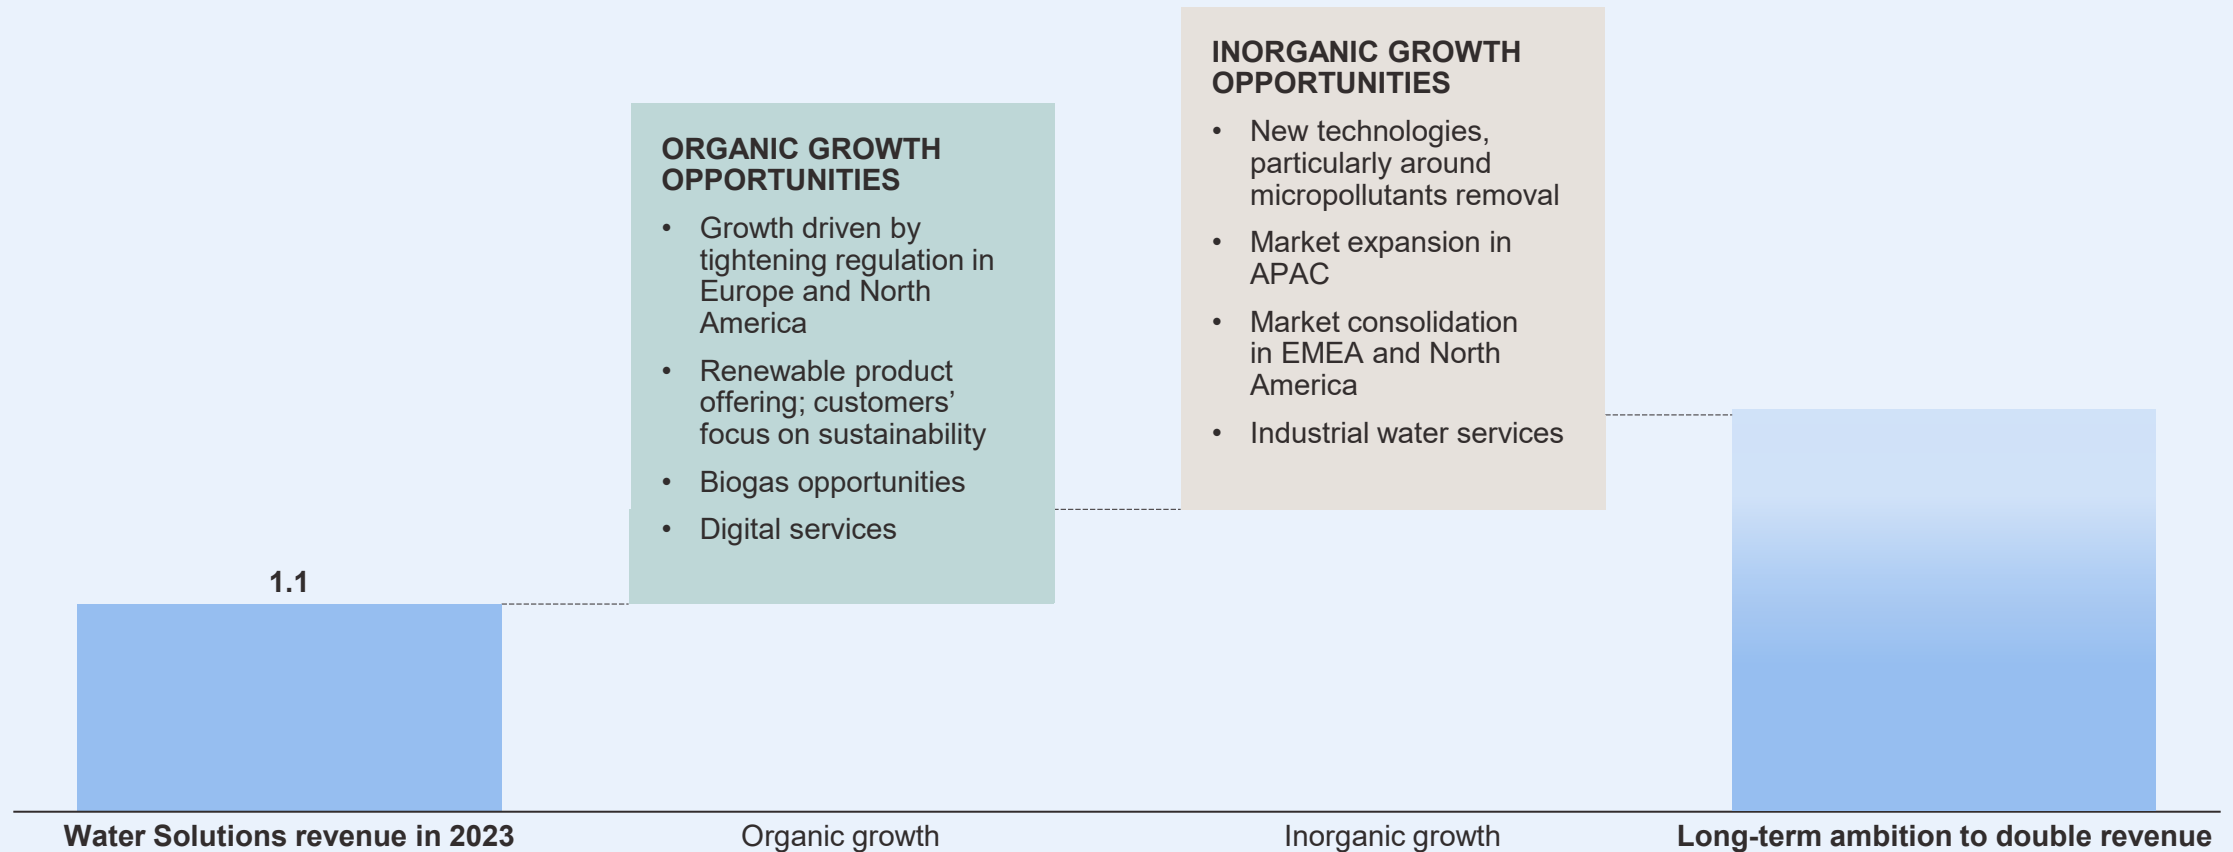 INORGANIC GROWTH
OPPORTUNITIES
• New technologies,
particularly around
micropollutants removal
• Market expansion in
APAC
• Market consolidation
in EMEA and North
America
• Industrial water services
ORGANIC GROWTH
OPPORTUNITIES
• Growth driven by
tightening regulation in
Europe and North
America
• Renewable product
offering; customers’
focus on sustainability
• Biogas opportunities
• Digital services
1.1
Water Solutions revenue in 2023
Organic growth
Inorganic growth
Long-term ambition to double revenue